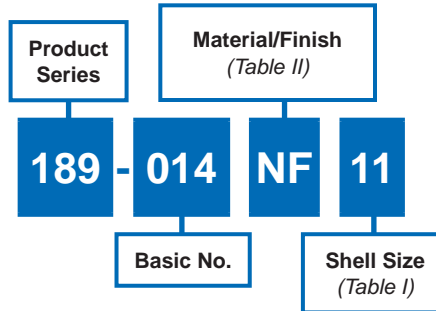 Product
Series
Material/Finish
(Table II)
189 - 014 NF 11
Basic No.
Shell Size
(Table I)